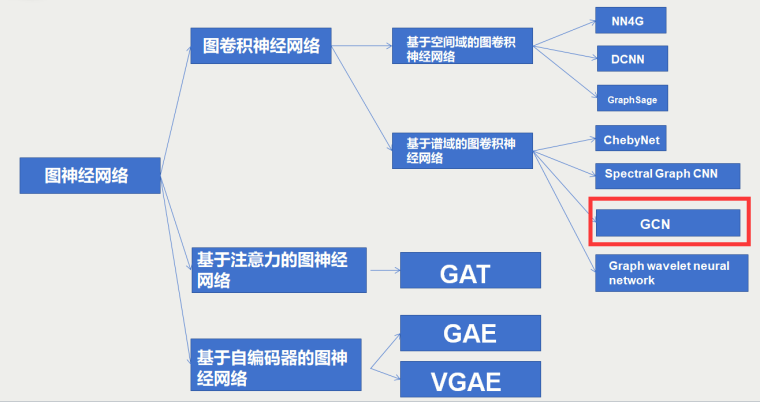 图神经网络
图卷积神经网络
基于空间域的图卷积
神经网络
NN4G
DCNN
GraphSage
基于谱域的图卷积神
经网络
ChebyNet
Spectral Graph CNN
GCN
Graph wavelet neural
network
基于注意力的图神经
网络
GAT
基于自编码器的图神
经网络
GAE
VGAE